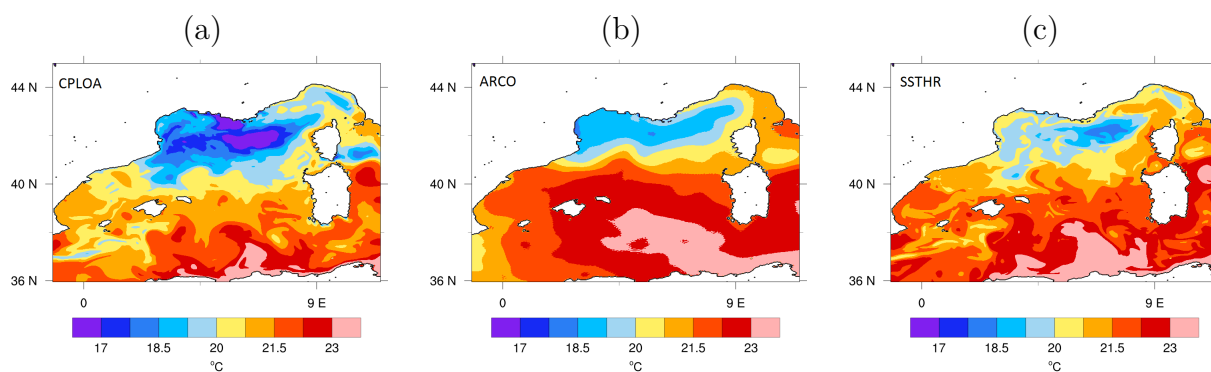 (a) (b) (c)
CPLOA ARCO SSTHR
44 N 44 N 44 N
40 N 40 N 40 N
36 N 36 N 36 N
0 9 E 0 9 E 0 9 E
17 18.5 20 21.5 23 17 18.5 20 21.5 23 17 18.5 20 21.5 23
°C °C °C